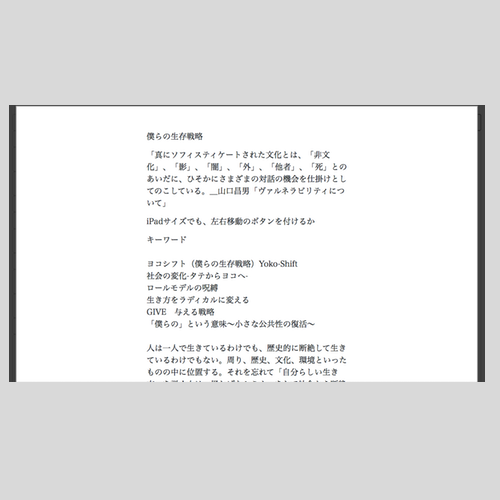 僕らの生存戦略
「真にソフィスティケートされた文化とは、「非文
化」、「影」、「闇」、「外」、「他者」、「死」との
あいだに、ひそかにさまざまの対話の機会を仕掛けとし
てのこしている。__山口昌男「ヴァルネラビリティにつ
いて」
iPadサイズでも、左右移動のボタンを付けるか
キーワード
ヨコシフト（僕らの生存戦略）Yoko-Shift
社会の変化-タテからヨコへ-
ロールモデルの呪縛
生き方をラディカルに変える
GIVE　与える戦略
「僕らの」という意味〜小さな公共性の復活〜
人は一人で生きているわけでも、歴史的に断絶して生き
ているわけでもない。周り、歴史、文化、環境といった
ものの中に位置する。それを忘れて「自分らしい生き